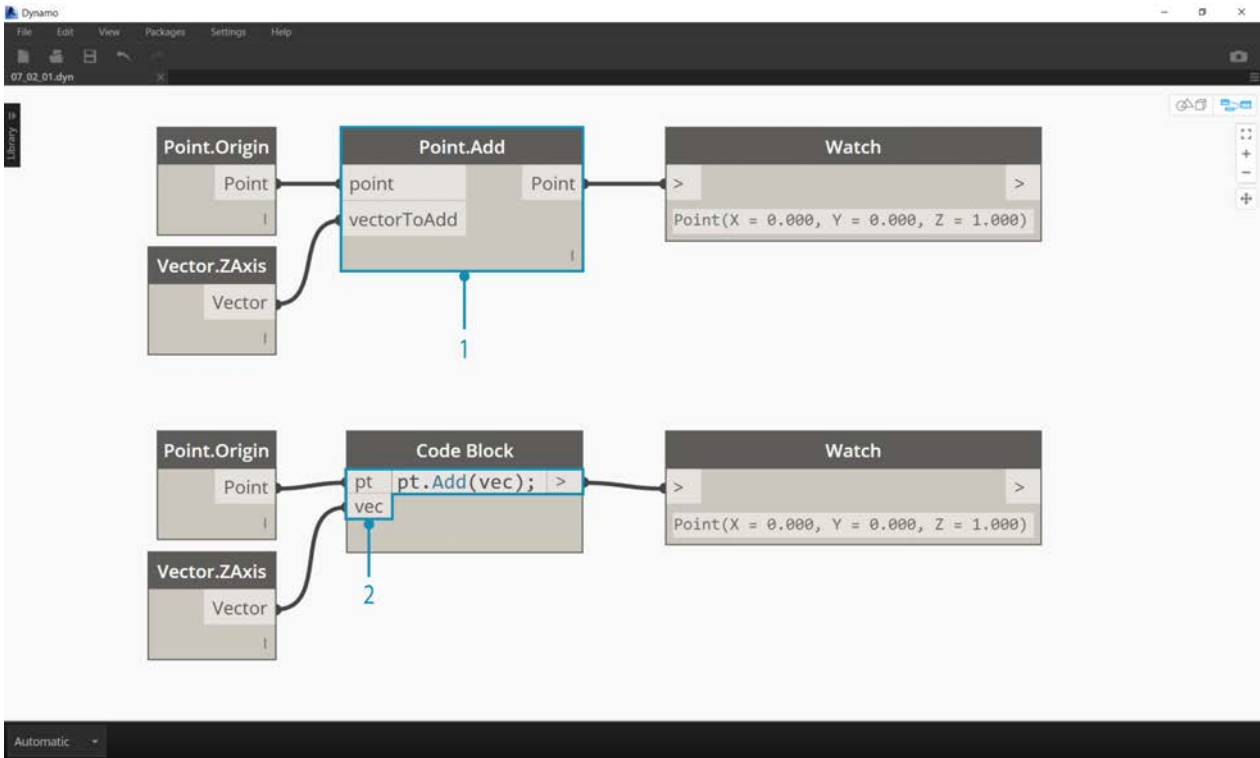 Dynamo
File Edit View Packages Settings Help
07_02_01.dyn
Library
Point.Origin
Point
Vector.ZAxis
Vector
Point.Add
point Point
vectorToAdd
1
Watch
> >
Point(X = 0.000, Y = 0.000, Z = 1.000)
Point.Origin
Point
Vector.ZAxis
Vector
Code Block
pt pt.Add(vec); >
vec
2
Watch
> >
Point(X = 0.000, Y = 0.000, Z = 1.000)
Automatic